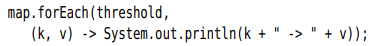 map.forEach(threshold,
(k, v) -> System.out.println(k + " -> " + v));